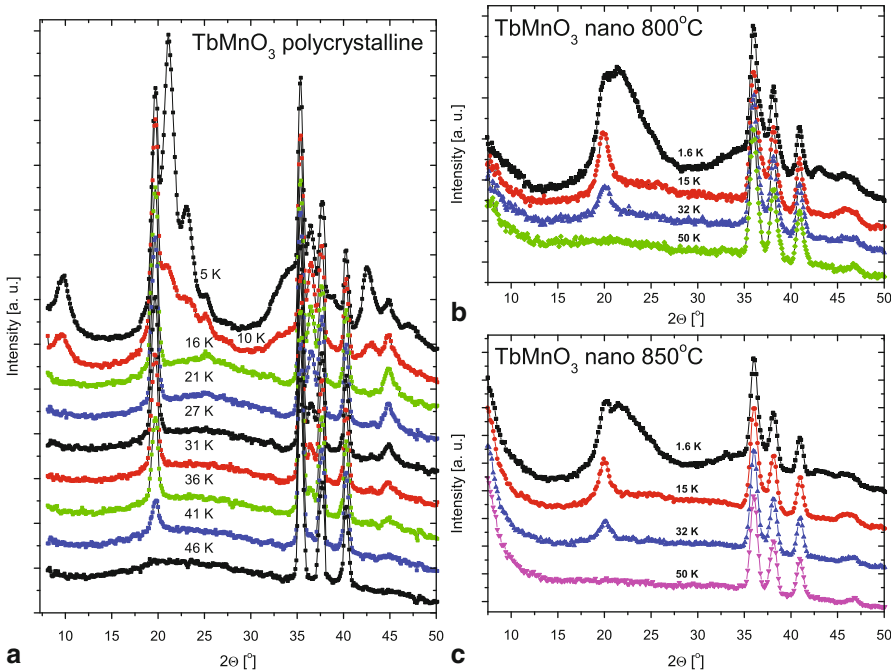 TbMnO3 polycrystalline
5 K
10 K
16 K
21 K
27 K
31 K
36 K
41 K
46 K
Intensity [a. u.]
10 15 20 25 30 35 40 45 50
2Θ [°]
a
TbMnO3 nano 800°C
1.6 K
15 K
32 K
50 K
Intensity [a. u.]
10 15 20 25 30 35 40 45 50
2Θ [°]
b
TbMnO3 nano 850°C
1.6 K
15 K
32 K
50 K
Intensity [a. u.]
10 15 20 25 30 35 40 45 50
2Θ [°]
c